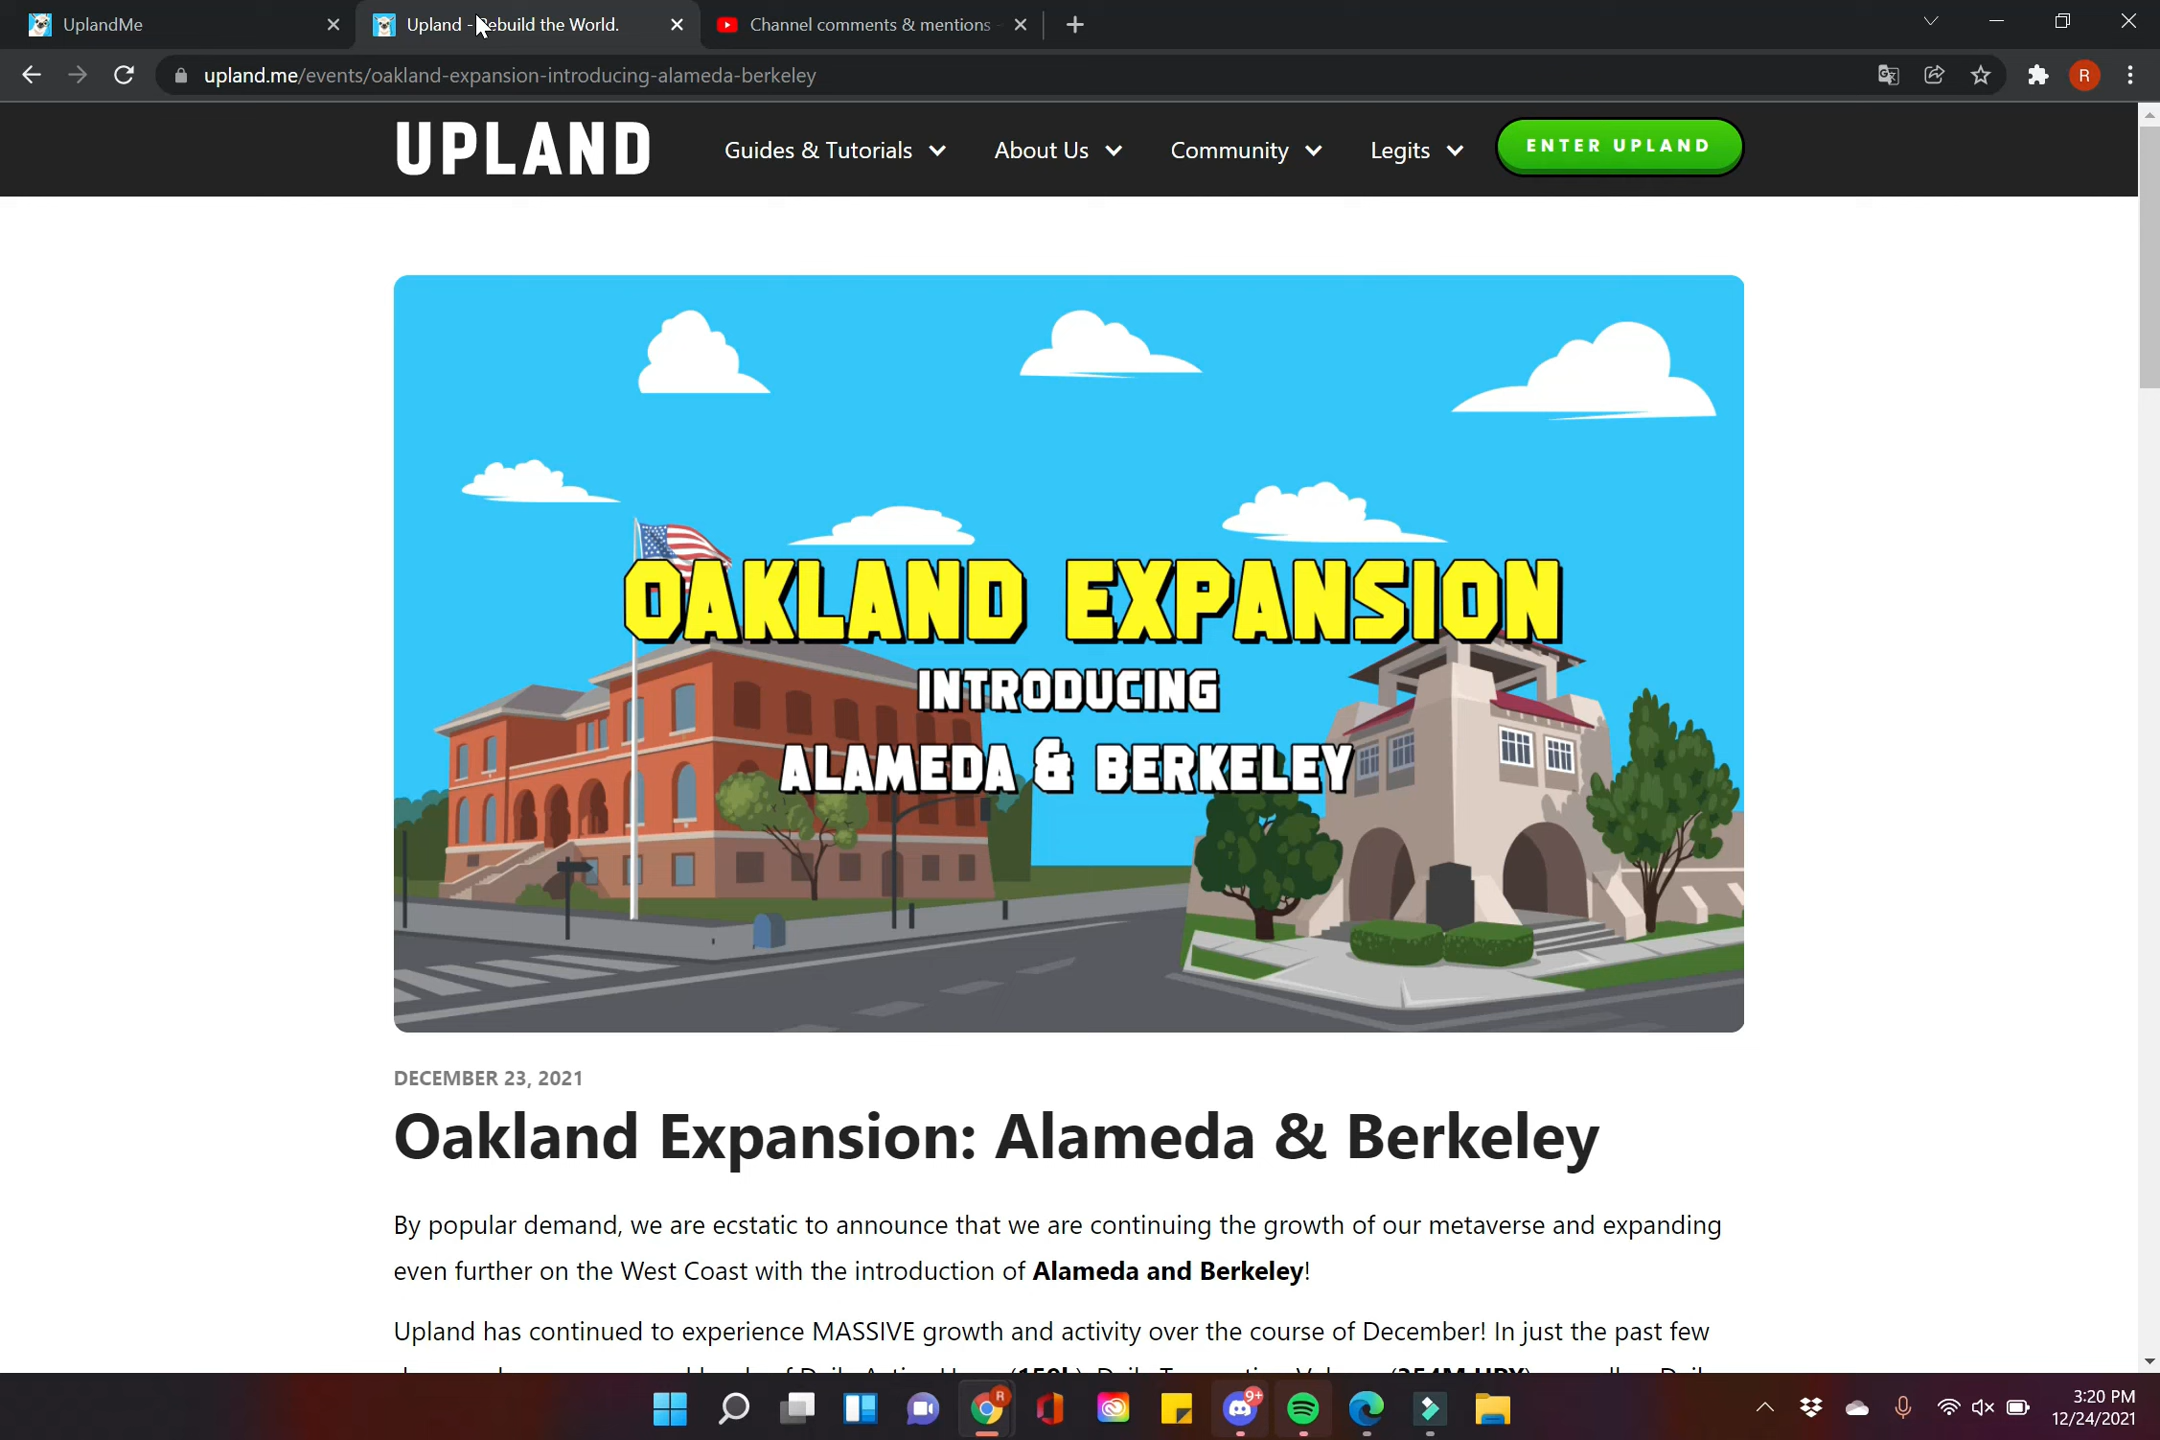 UplandMe
Upland - Rebuild the World.
Channel comments & mentions -
upland.me/events/oakland-expansion-introducing-alameda-berkeley
R
UPLAND
Guides & Tutorials
About Us
Community
Legits
ENTER UPLAND
OAKLAND EXPANSION
INTRODUCING
ALAMEDA & BERKELEY
DECEMBER 23, 2021
Oakland Expansion: Alameda & Berkeley
By popular demand, we are ecstatic to announce that we are continuing the growth of our metaverse and expanding
even further on the West Coast with the introduction of Alameda and Berkeley!
Upland has continued to experience MASSIVE growth and activity over the course of December! In just the past few
R
9+
3:20 PM
12/24/2021